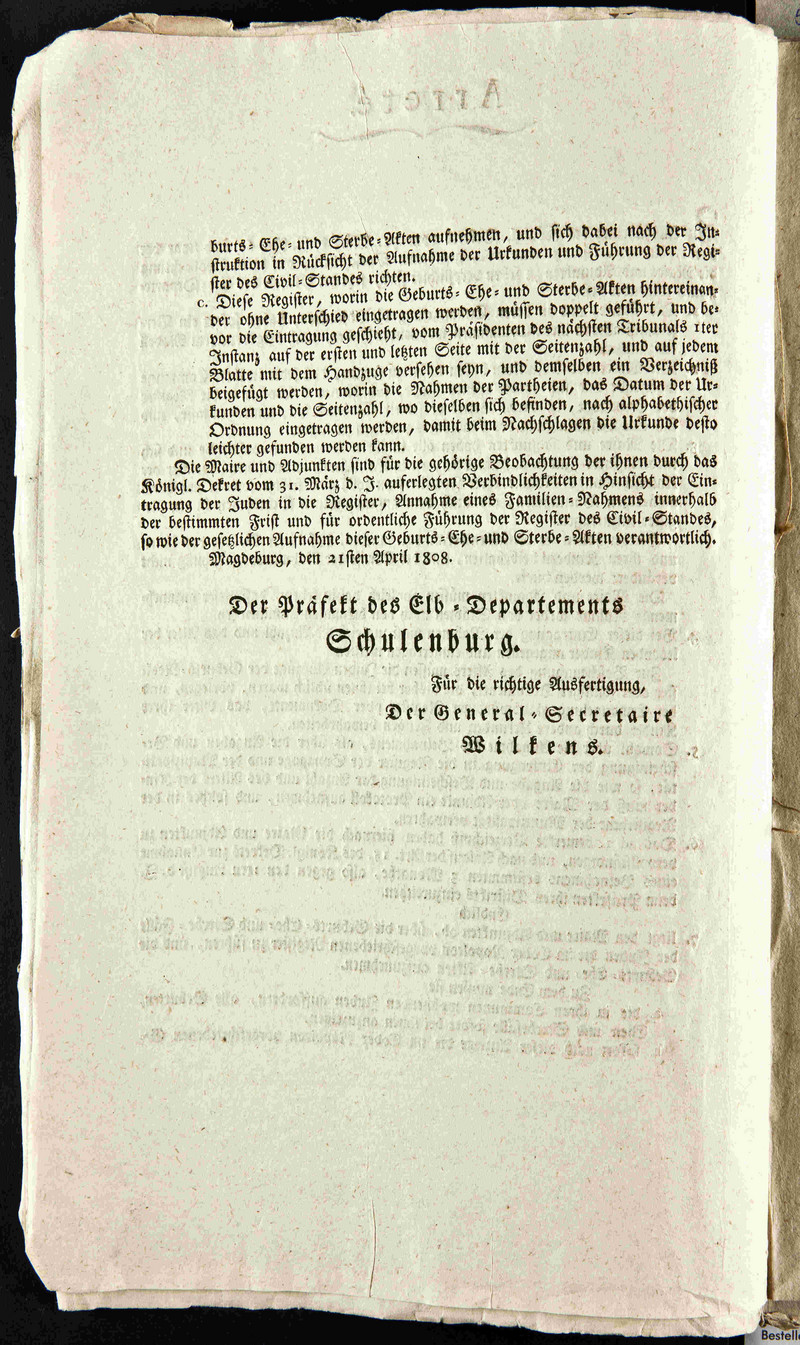 burts- Ehe- und Sterbe-Akten aufnehmen, und sich dabei nach der In-
struktion in Rücksicht der Aufnahme der Urkunden und Führung der Regi-
ster des Civil-Standes richten.
c. Diese Register, worin die Geburts- Ehe- und Sterbe-Akten hintereinan-
der ohne Unterschied eingetragen werden, müssen doppelt geführt, und be-
vor die Eintragung geschieht, vom Präsidenten des nächsten Tribunals 1ter
Instanz auf der ersten und letzten Seite mit der Seitenzahl, und auf jedem
Blatte mit dem Handzuge versehen seyn, und demselben ein Verzeichniß
beigefügt werden, worin die Nahmen der Partheien, das Datum der Ur-
kunden und die Seitenzahl, wo dieselben sich befinden, nach alphabethischer
Ordnung eingetragen werden, damit beim Nachschlagen die Urkunde desto
leichter gefunden werden kann.
Die Maire und Adjunkten sind für die gehörige Beobachtung der ihnen durch das
Königl. Dekret vom 31. März d. J. auferlegten Verbindlichkeiten in Hinsicht der Ein-
tragung der Juden in die Register, Annahme eines Familien-Nahmens innerhalb
der bestimmten Frist und für ordentliche Führung der Register des Civil-Standes,
so wie der gesetzlichen Aufnahme dieser Geburts- Ehe- und Sterbe-Akten verantwortlich.
Magdeburg, den 21sten April 1808.
Der Präfekt des Elb-Departements
Schulenburg.
Für die richtige Ausfertigung,
Der General-Secretaire
Wilkens.
Bestell